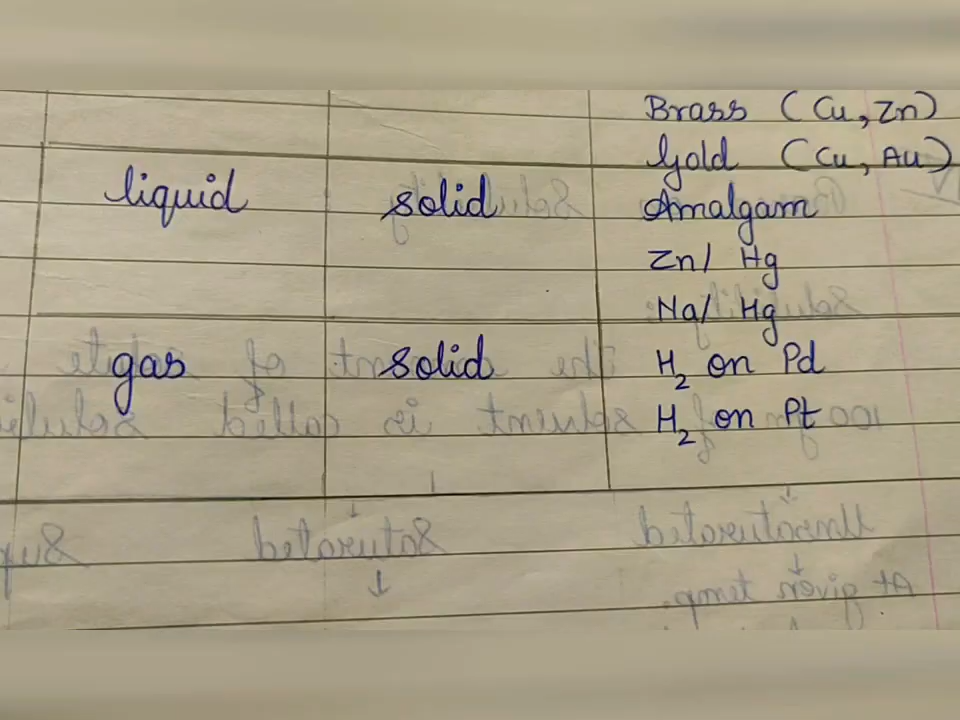 Brass (Cu, Zn)
Gold (Cu, Au)
liquid solid Amalgam
Zn/ Hg
Na/ Hg
gas solid H₂ on Pd
H₂ on Pt